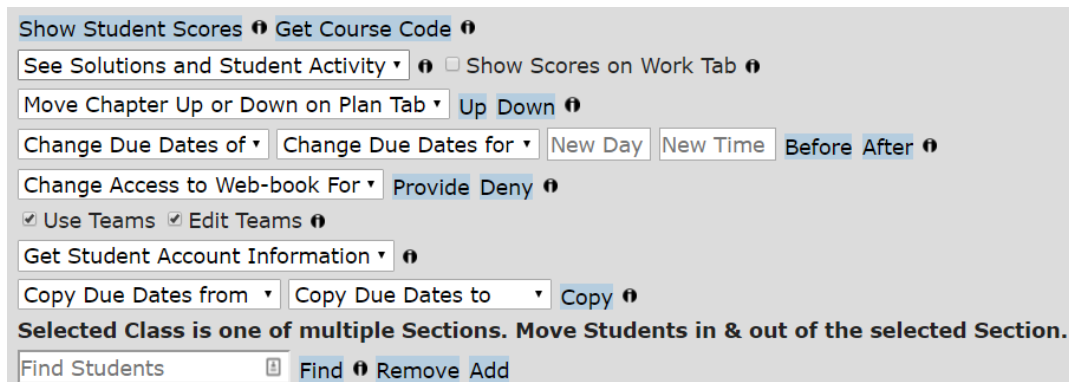 Show Student Scores Get Course Code
See Solutions and Student Activity Show Scores on Work Tab
Move Chapter Up or Down on Plan Tab Up Down
Change Due Dates of Change Due Dates for New Day New Time Before After
Change Access to Web-book For Provide Deny
Use Teams Edit Teams
Get Student Account Information
Copy Due Dates from Copy Due Dates to Copy
Selected Class is one of multiple Sections. Move Students in & out of the selected Section.
Find Students Find Remove Add